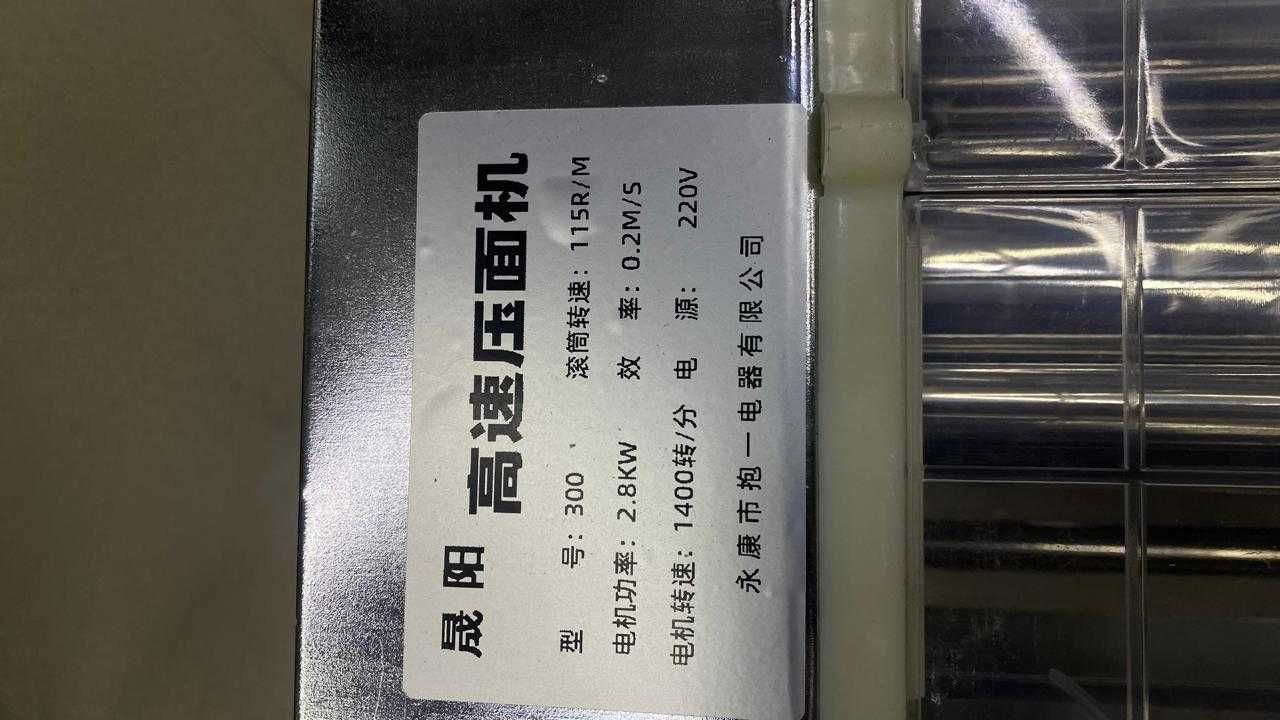 晟阳 高速压面机
型 号：300 滚筒转速：115R/M
电机功率：2.8KW 效 率：0.2M/S
电机转速：1400转/分 电 源： 220V
永康市抱一电器有限公司